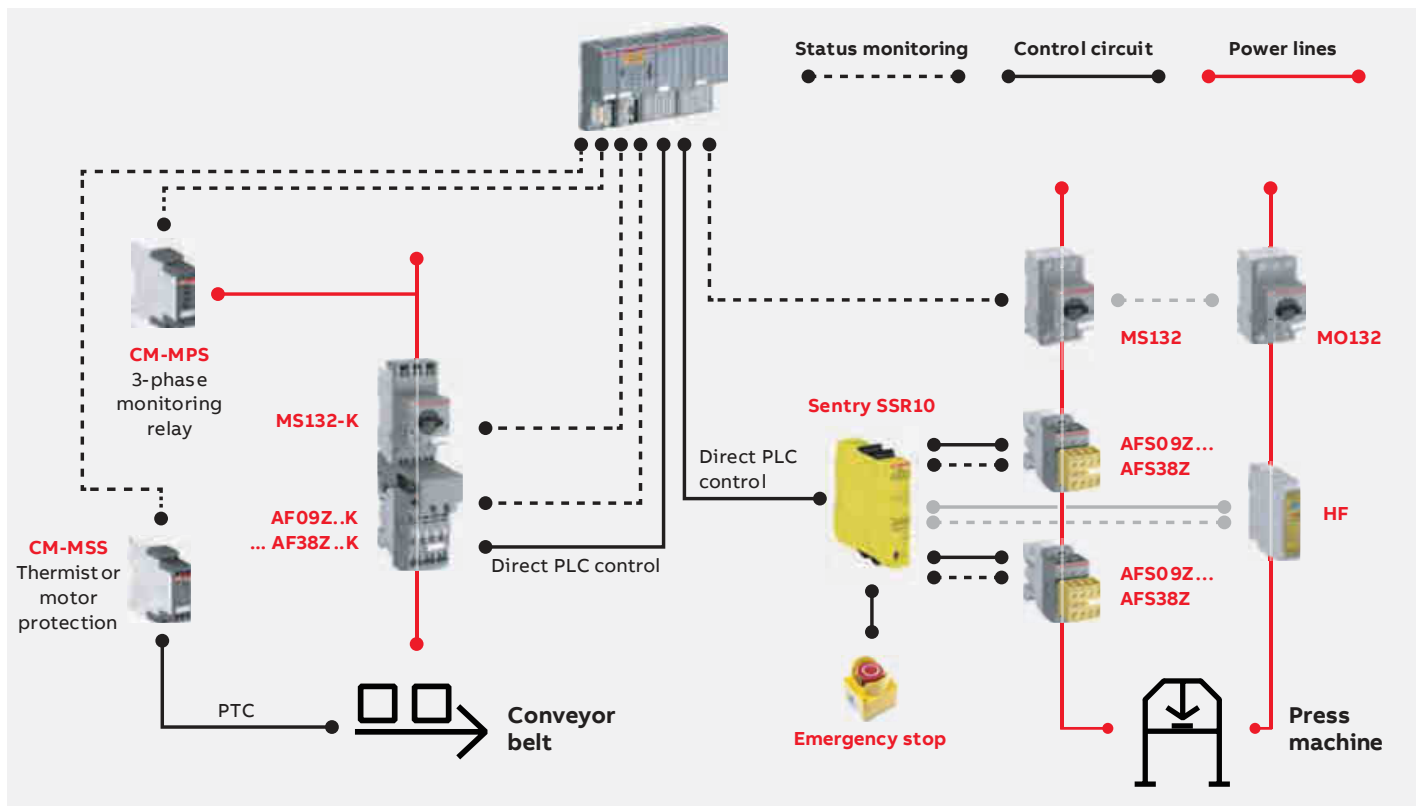 Status monitoring
Control circuit
Power lines
CM-MPS
3-phase
monitoring
relay
MS132-K
AF09Z..K
... AF38Z..K
Direct PLC control
CM-MSS
Thermistor
motor
protection
PTC
Conveyor
belt
Direct PLC
control
Sentry SSR10
Emergency stop
MS132
MO132
AFS09Z...
AFS38Z
HF
AFS09Z...
AFS38Z
Press
machine